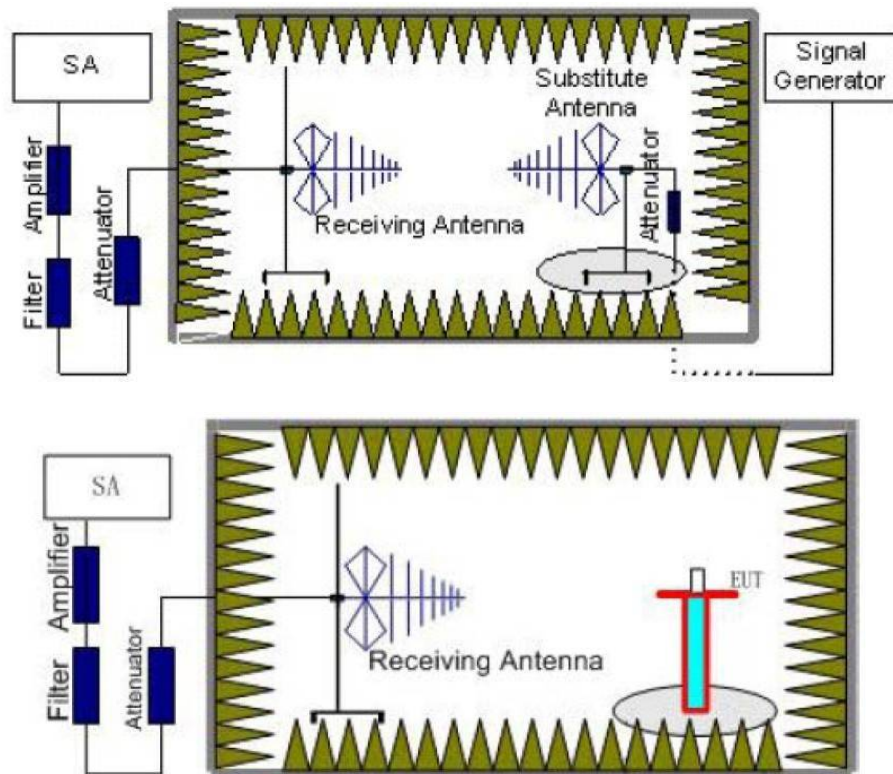 SA
Signal
Generator
Substitute
Antenna
Amplifier
Attenuator
Attenuator
Receiving Antenna
Filter
SA
Amplifier
EUT
Attenuator
Filter
Receiving Antenna